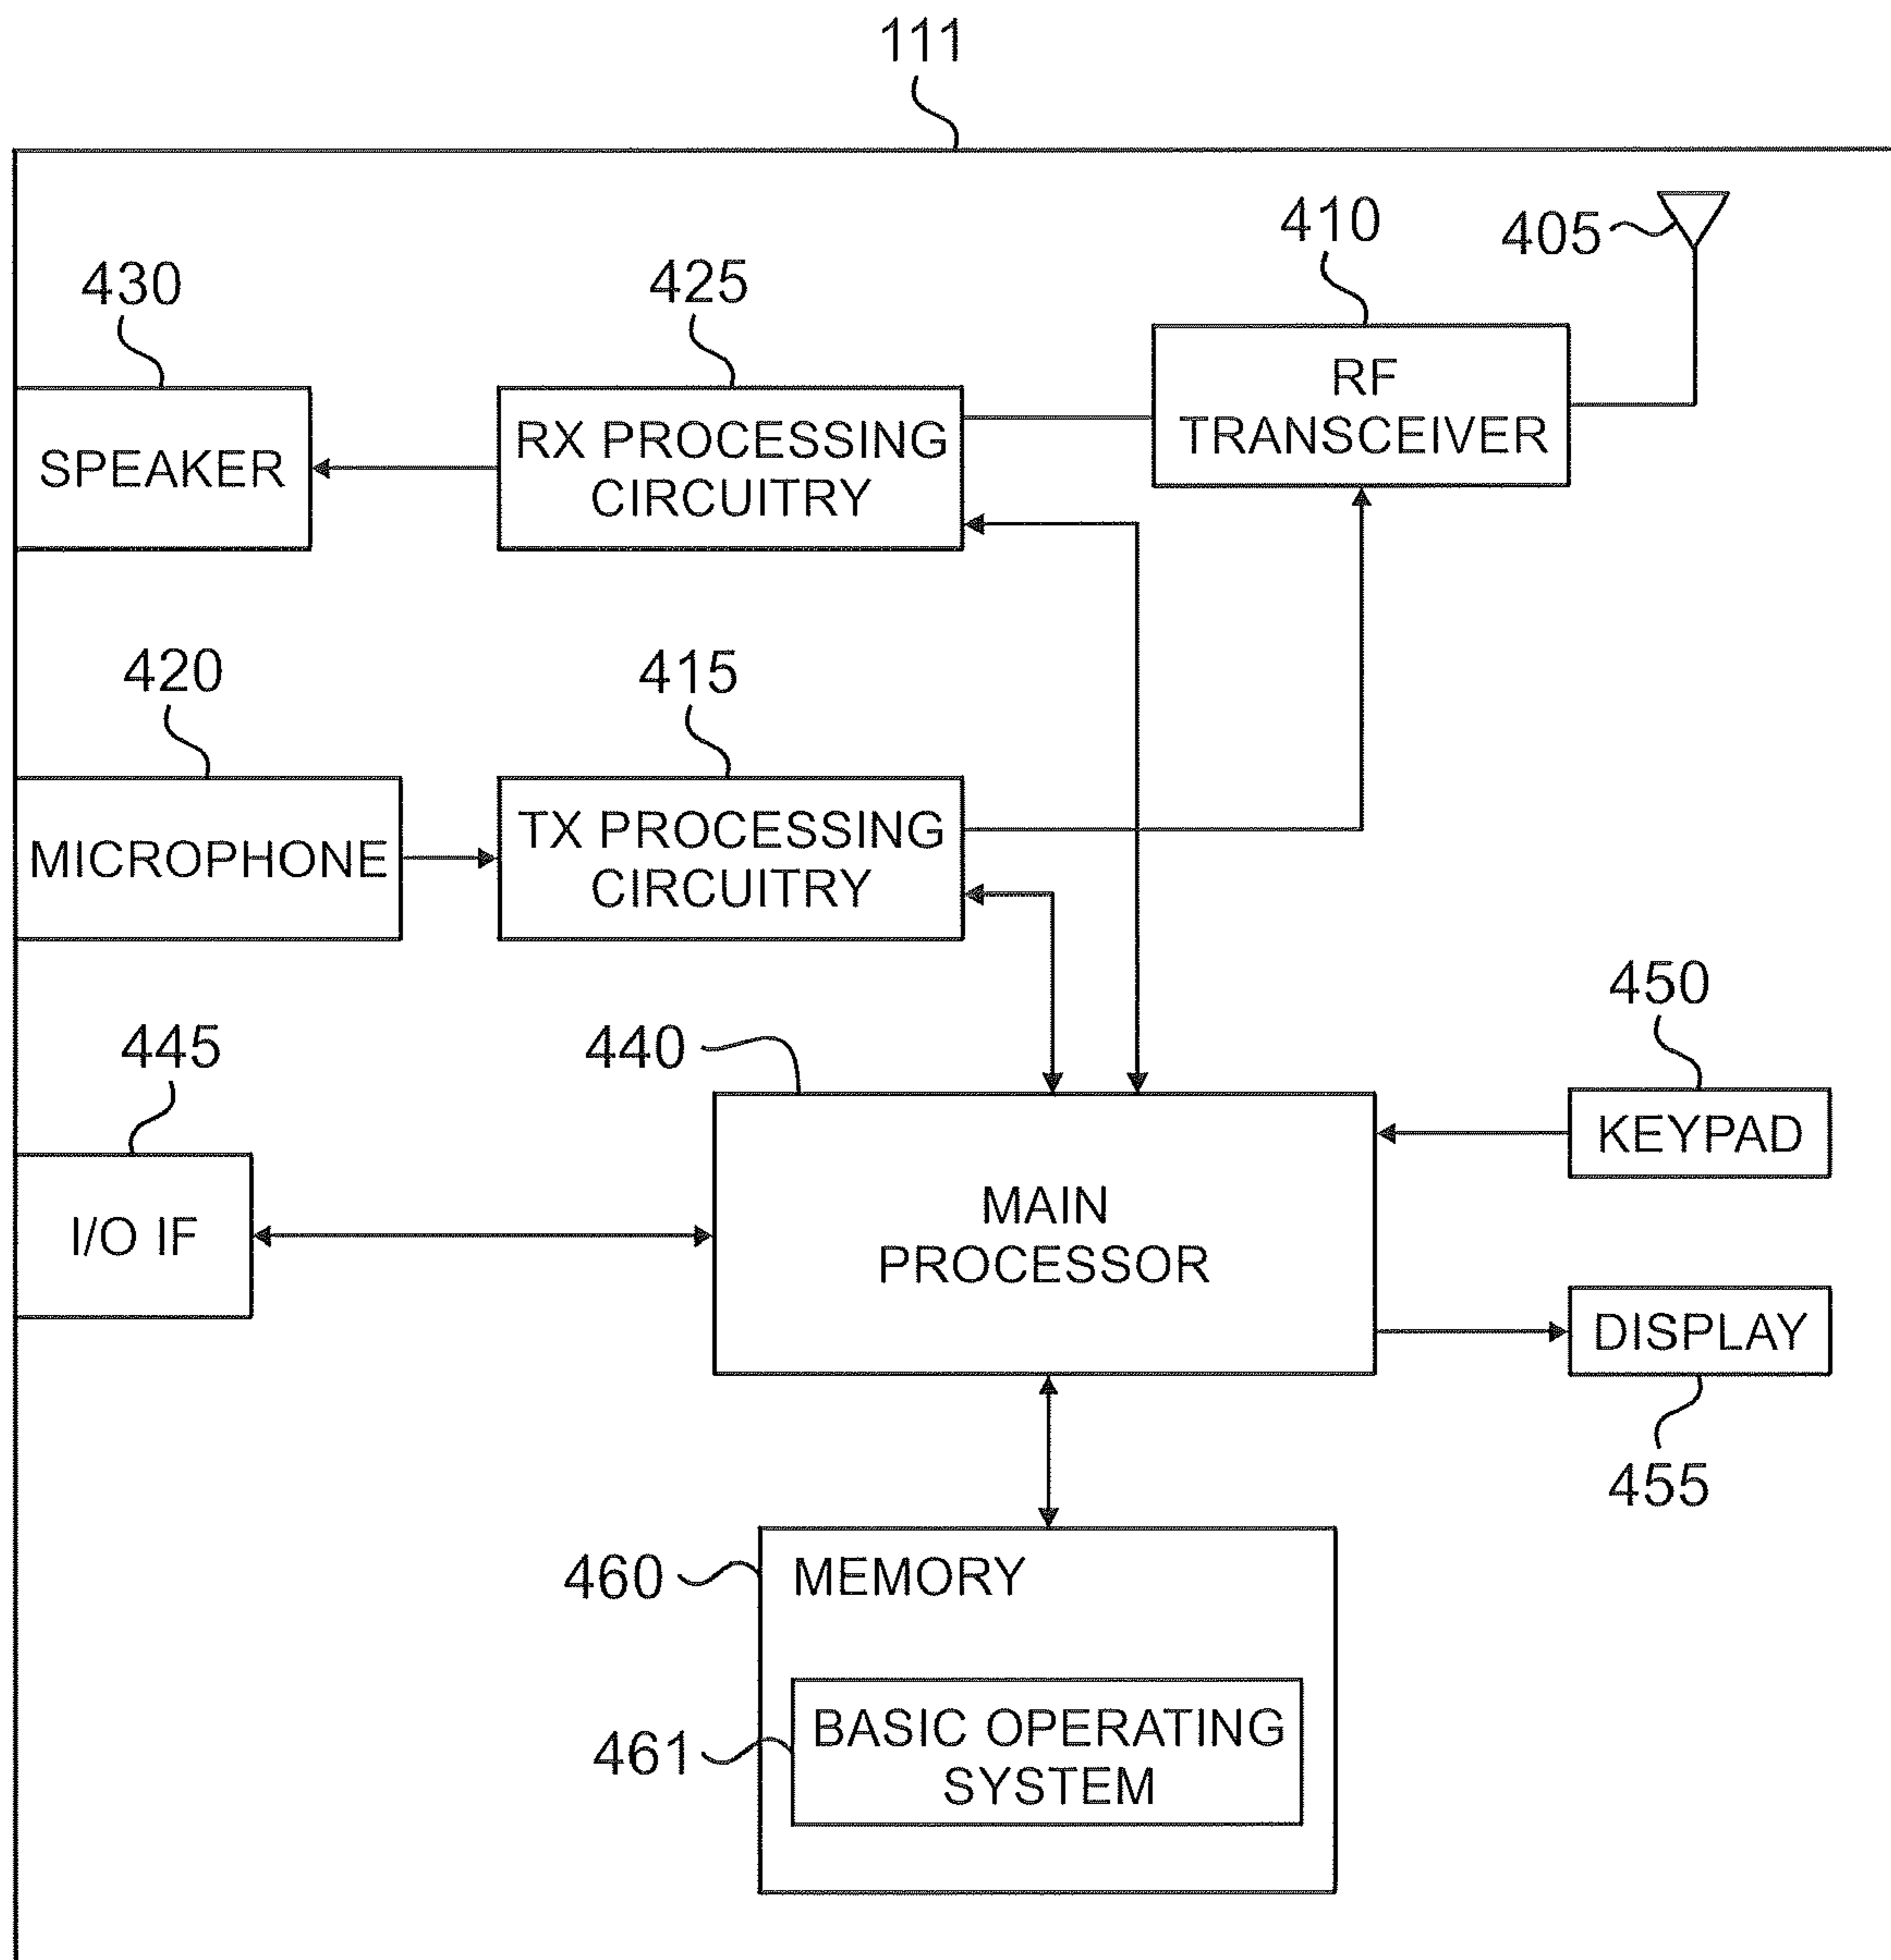 111
405
410
RF
TRANSCEIVER
425
RX PROCESSING
CIRCUITRY
430
SPEAKER
420
MICROPHONE
415
TX PROCESSING
CIRCUITRY
445
I/O IF
440
MAIN
PROCESSOR
450
KEYPAD
DISPLAY
455
460
MEMORY
461
BASIC OPERATING
SYSTEM